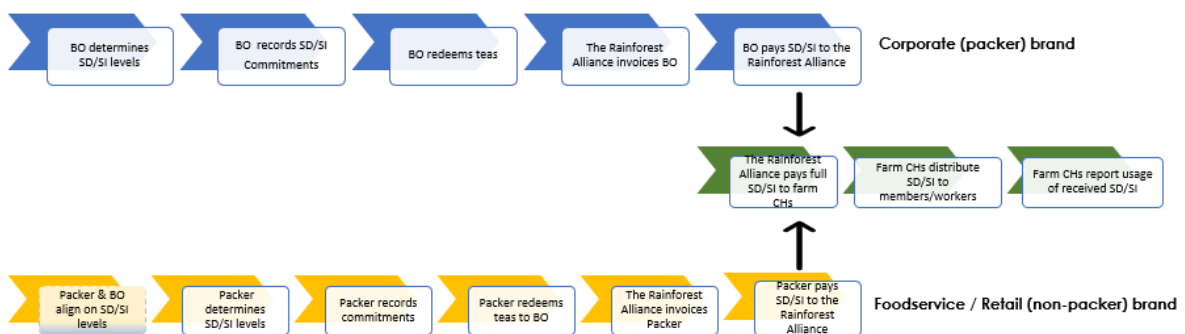 BO determines
SD/SI levels
BO records SD/SI
Commitments
BO redeems teas
The Rainforest
Alliance invoices BO
BO pays SD/SI to the
Rainforest Alliance
Corporate (packer) brand
The Rainforest
Alliance pays full
SD/SI to farm
CHs
Farm CHs distribute
SD/SI to
members/workers
Farm CHs report usage
of received SD/SI
Packer & BO
align on SD/SI
levels
Packer
determines
SD/SI levels
Packer records
commitments
Packer redeems
teas to BO
The Rainforest
Alliance invoices
Packer
Packer pays
SD/SI to the
Rainforest
Alliance
Foodservice / Retail (non-packer) brand